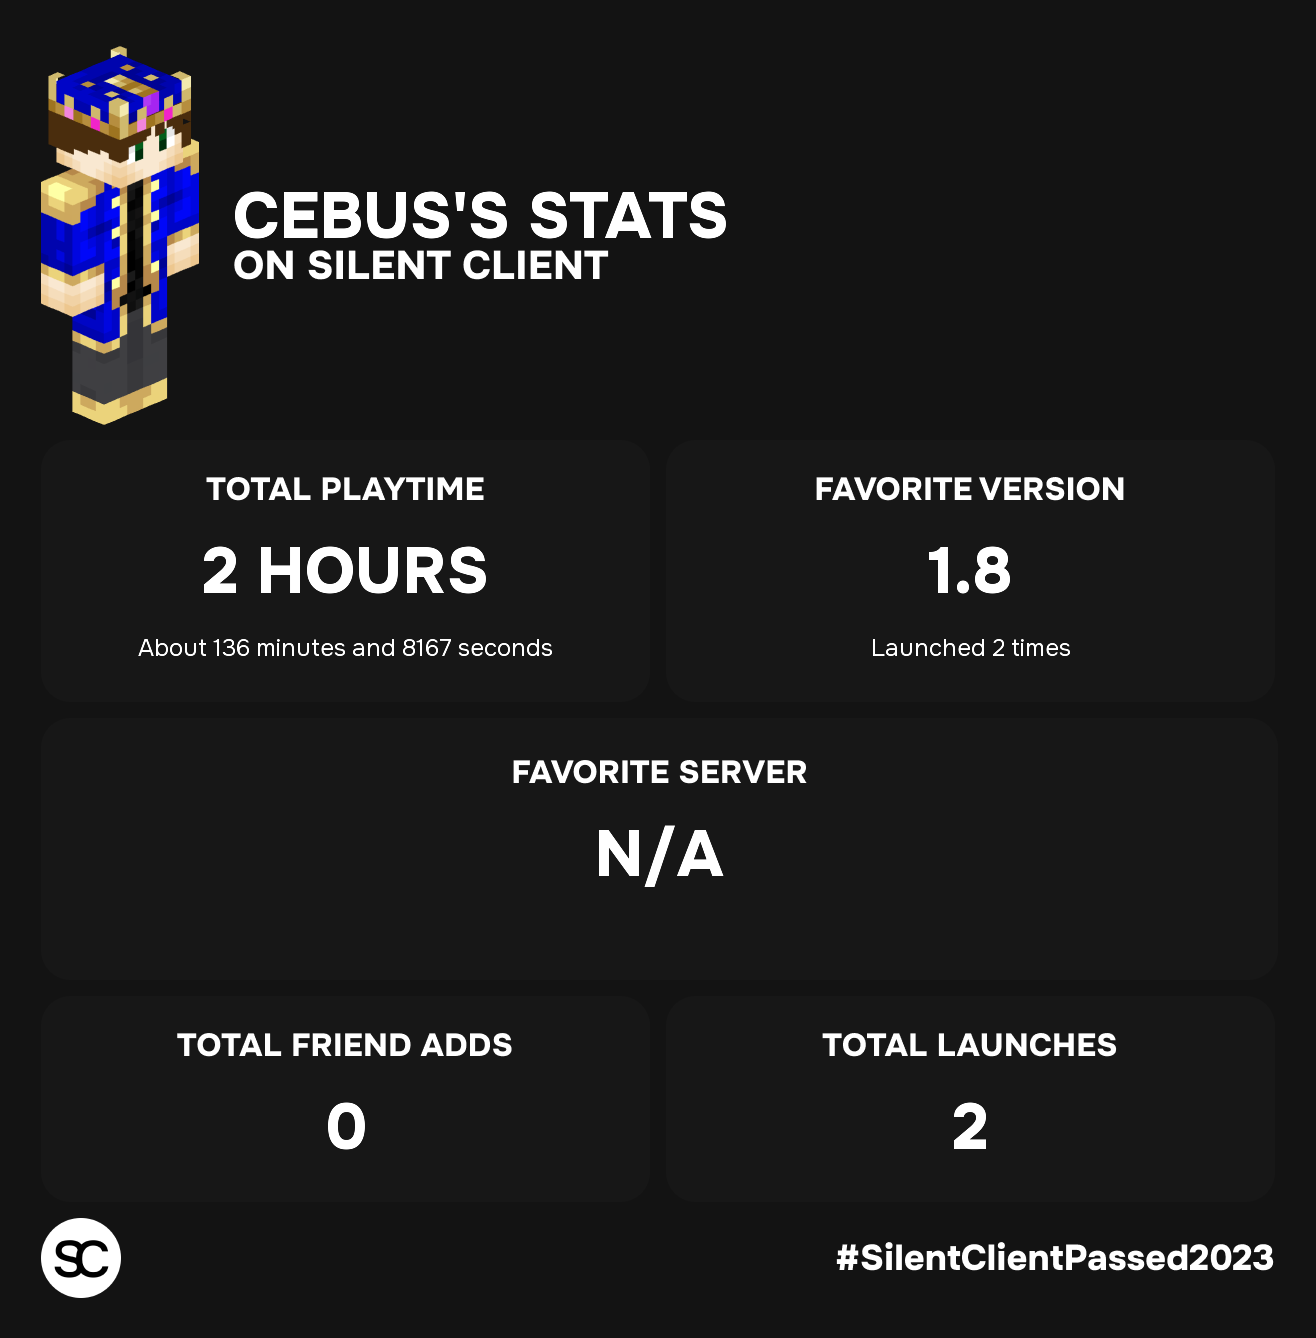 CEBUS'S STATS
ON SILENT CLIENT
TOTAL PLAYTIME
2 HOURS
About 136 minutes and 8167 seconds
FAVORITE VERSION
1.8
Launched 2 times
FAVORITE SERVER
N/A
TOTAL FRIEND ADDS
0
TOTAL LAUNCHES
2
SC
#SilentClientPassed2023